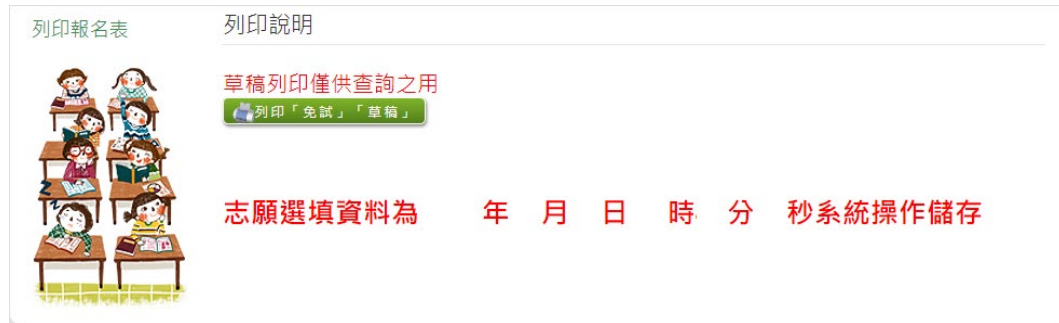 列印報名表
列印說明
草稿列印僅供查詢之用
列印「免試」「草稿」
志願選填資料為 年 月 日 時 分 秒系統操作儲存